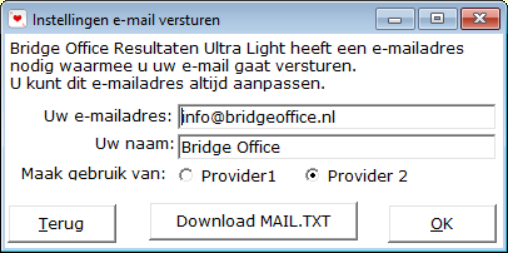 Instellingen e-mail versturen
Bridge Office Resultaten Ultra Light heeft een e-mailadres
nodig waarmee u uw e-mail gaat versturen.
U kunt dit e-mailadres altijd aanpassen.
Uw e-mailadres: info@bridgeoffice.nl
Uw naam: Bridge Office
Maak gebruik van: Provider1 Provider 2
Terug Download MAIL.TXT OK